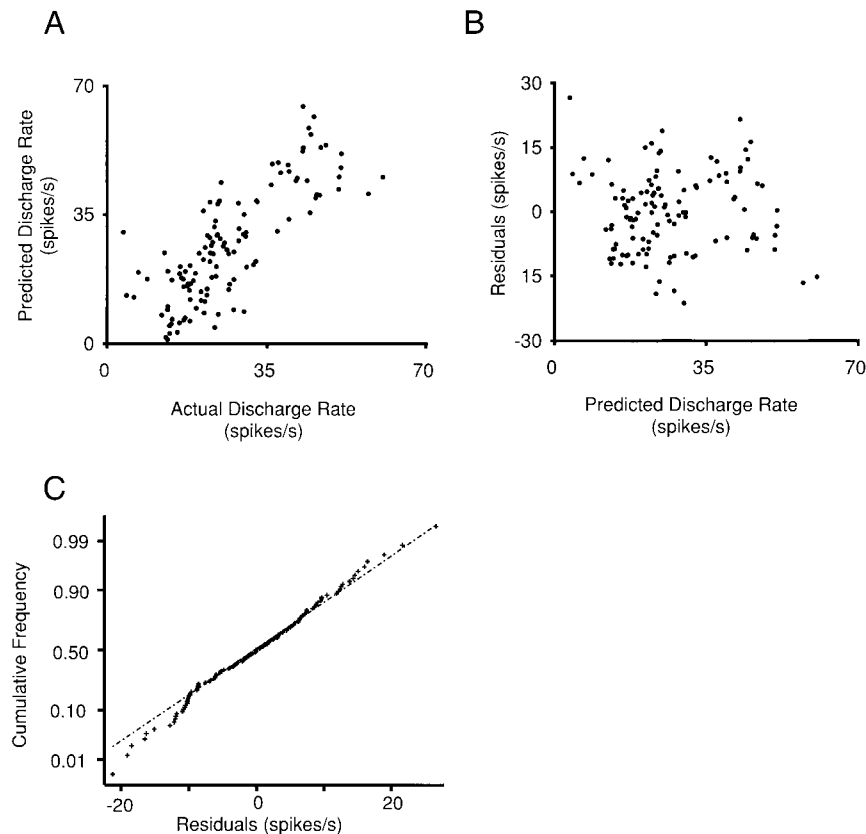 A
70
35
0
Predicted Discharge Rate
(spikes/s)
0
35
70
Actual Discharge Rate
(spikes/s)
B
30
15
0
15
-30
Residuals (spikes/s)
0
35
70
Predicted Discharge Rate
(spikes/s)
C
0.99
0.90
0.50
0.10
0.01
Cumulative Frequency
-20
0
20
Residuals (spikes/s)